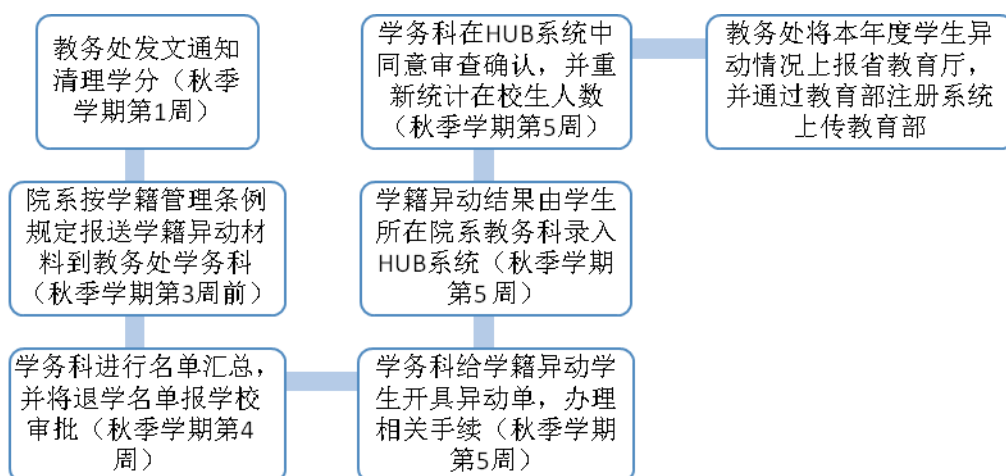 教务处发文通知
清理学分（秋季
学期第1周）
院系按学籍管理条例
规定报送学籍异动材
料到教务处学务科
（秋季学期第3周前）
学务科进行名单汇总，
并将退学名单报学校
审批（秋季学期第4
周）
学务科给学籍异动学
生开具异动单，办理
相关手续（秋季学期
第5周）
学籍异动结果由学生
所在院系教务科录入
HUB系统（秋季学期
第5周）
学务科在HUB系统中
同意审查确认，并重
新统计在校生人数
（秋季学期第5周）
教务处将本年度学生异
动情况上报省教育厅，
并通过教育部注册系统
上传教育部